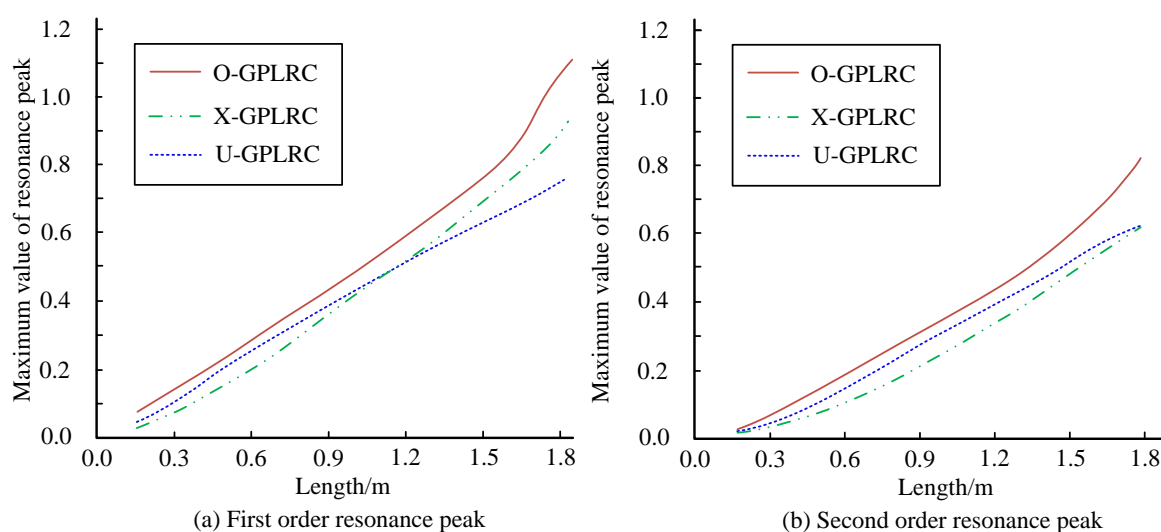 Maximum value of resonance peak
1.2
1.0
0.8
0.6
0.4
0.2
0.0
O-GPLRC
X-GPLRC
U-GPLRC
0.0 0.3 0.6 0.9 1.2 1.5 1.8
Length/m
(a) First order resonance peak
Maximum value of resonance peak
1.2
1.0
0.8
0.6
0.4
0.2
0.0
O-GPLRC
X-GPLRC
U-GPLRC
0.0 0.3 0.6 0.9 1.2 1.5 1.8
Length/m
(b) Second order resonance peak